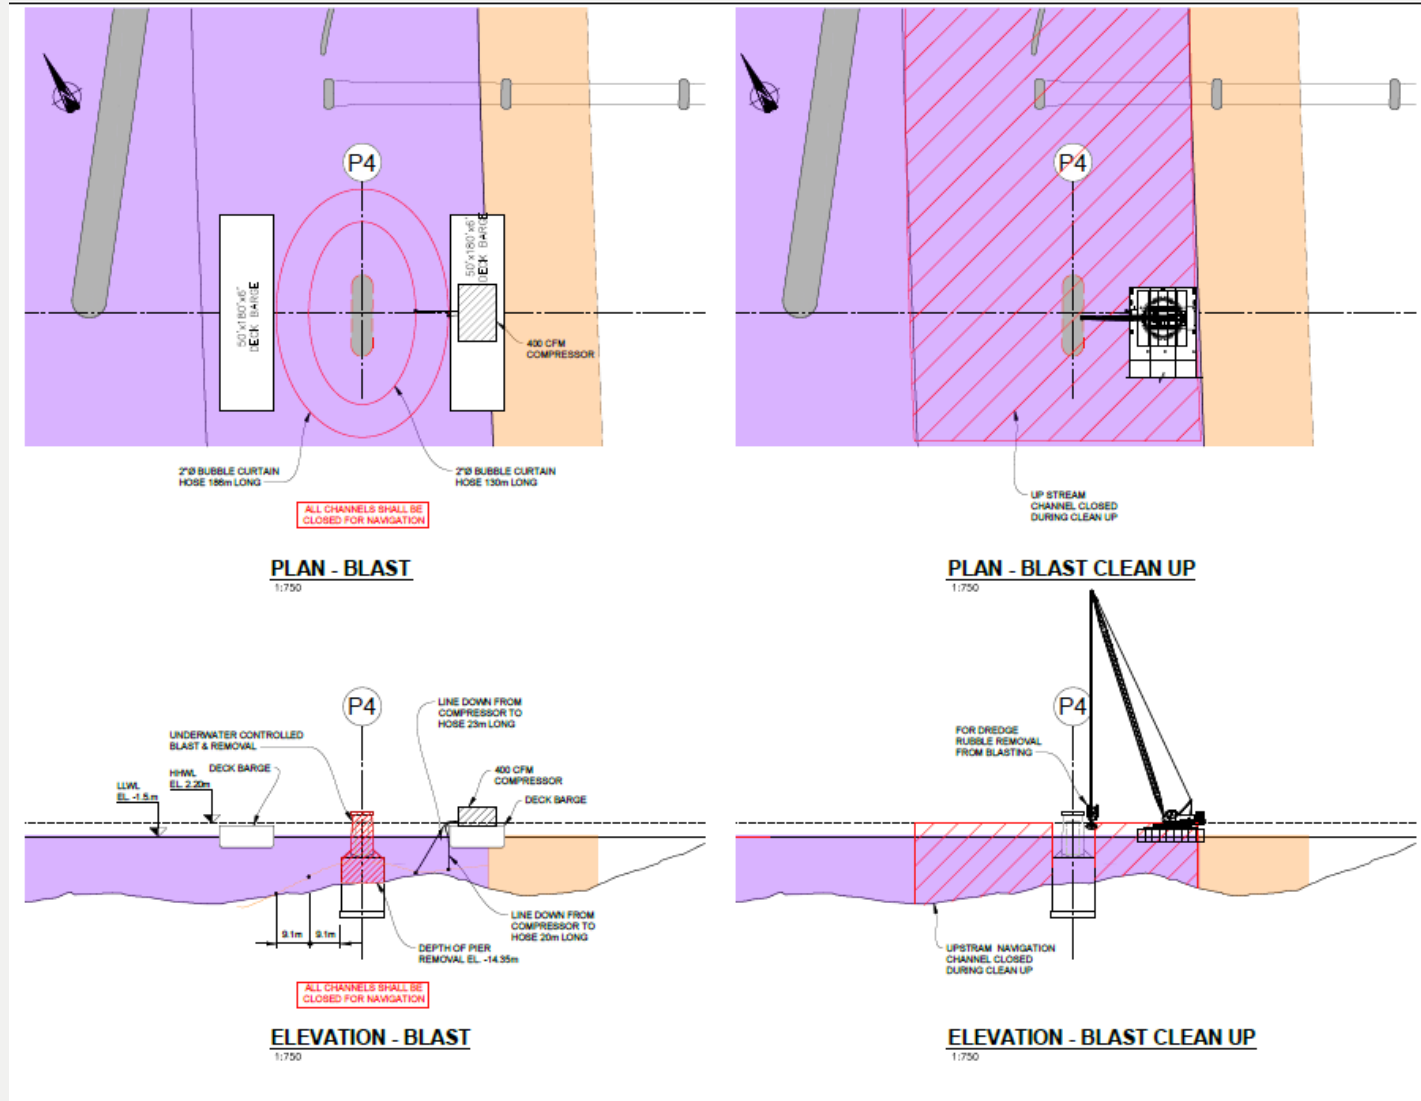 P4
50'x180'x6'
DECK BARGE
50'x180'x6'
DECK BARGE
400 CFM
COMPRESSOR
2"Ø BUBBLE CURTAIN
HOSE 186m LONG
2"Ø BUBBLE CURTAIN
HOSE 130m LONG
ALL CHANNELS SHALL BE
CLOSED FOR NAVIGATION
PLAN - BLAST
1:750
P4
UP STREAM
CHANNEL CLOSED
DURING CLEAN UP
PLAN - BLAST CLEAN UP
1:750
P4
LINE DOWN FROM
COMPRESSOR TO
HOSE 23m LONG
UNDERWATER CONTROLLED
BLAST & REMOVAL
DECK BARGE
HHWL
EL. 2.20m
LLWL
EL. -1.5.m
400 CFM
COMPRESSOR
DECK BARGE
9.1m
9.1m
LINE DOWN FROM
COMPRESSOR TO
HOSE 20m LONG
DEPTH OF PIER
REMOVAL EL. -14.35m
ALL CHANNELS SHALL BE
CLOSED FOR NAVIGATION
ELEVATION - BLAST
1:750
P4
FOR DREDGE
RUBBLE REMOVAL
FROM BLASTING
UPSTRAM NAVIGATION
CHANNEL CLOSED
DURING CLEAN UP
ELEVATION - BLAST CLEAN UP
1:750